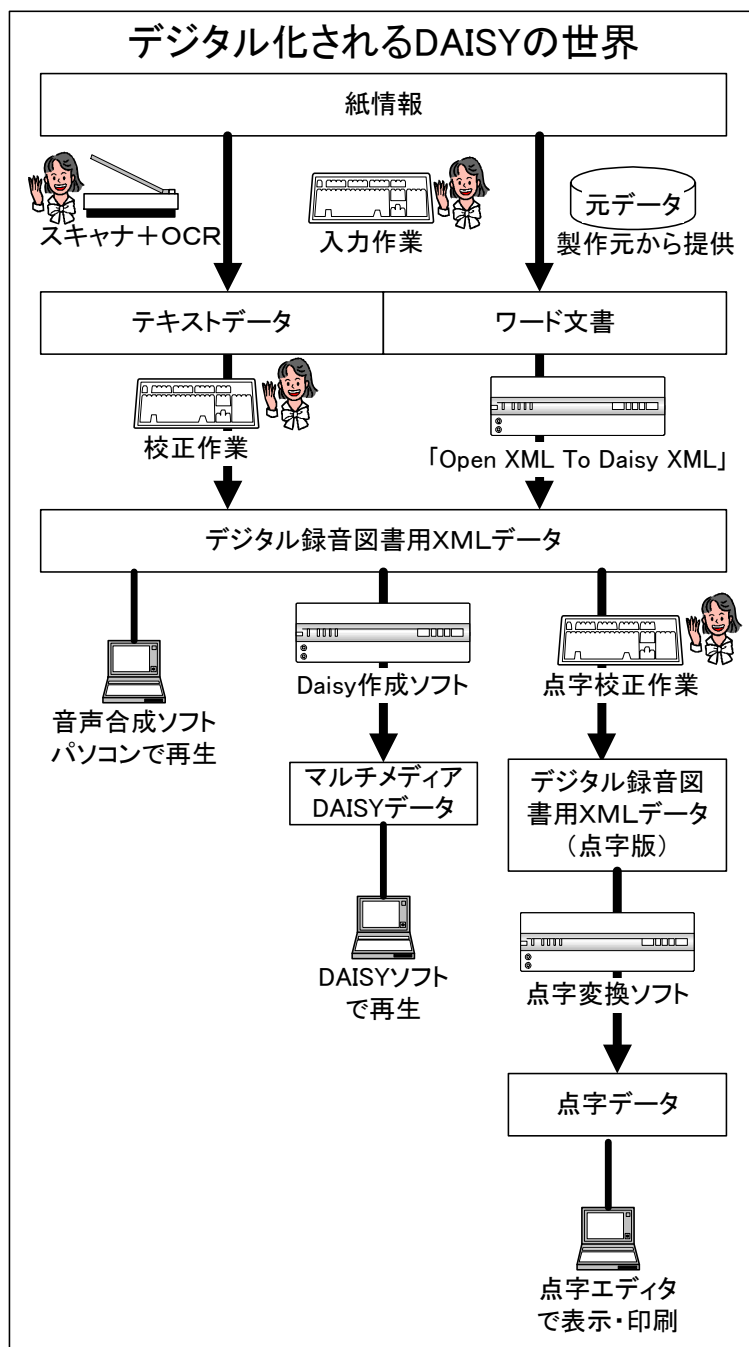 デジタル化されるDAISYの世界
紙情報
スキャナ＋ＯＣＲ
入力作業
元データ
製作元から提供
テキストデータ
ワード文書
校正作業
「Open XML To Daisy XML」
デジタル録音図書用ＸＭＬデータ
音声合成ソフト
パソコンで再生
Daisy作成ソフト
点字校正作業
マルチメディア
DAISYデータ
デジタル録音図
書用ＸＭＬデータ
（点字版）
DAISYソフト
で再生
点字変換ソフト
点字データ
点字エディタ
で表示・印刷